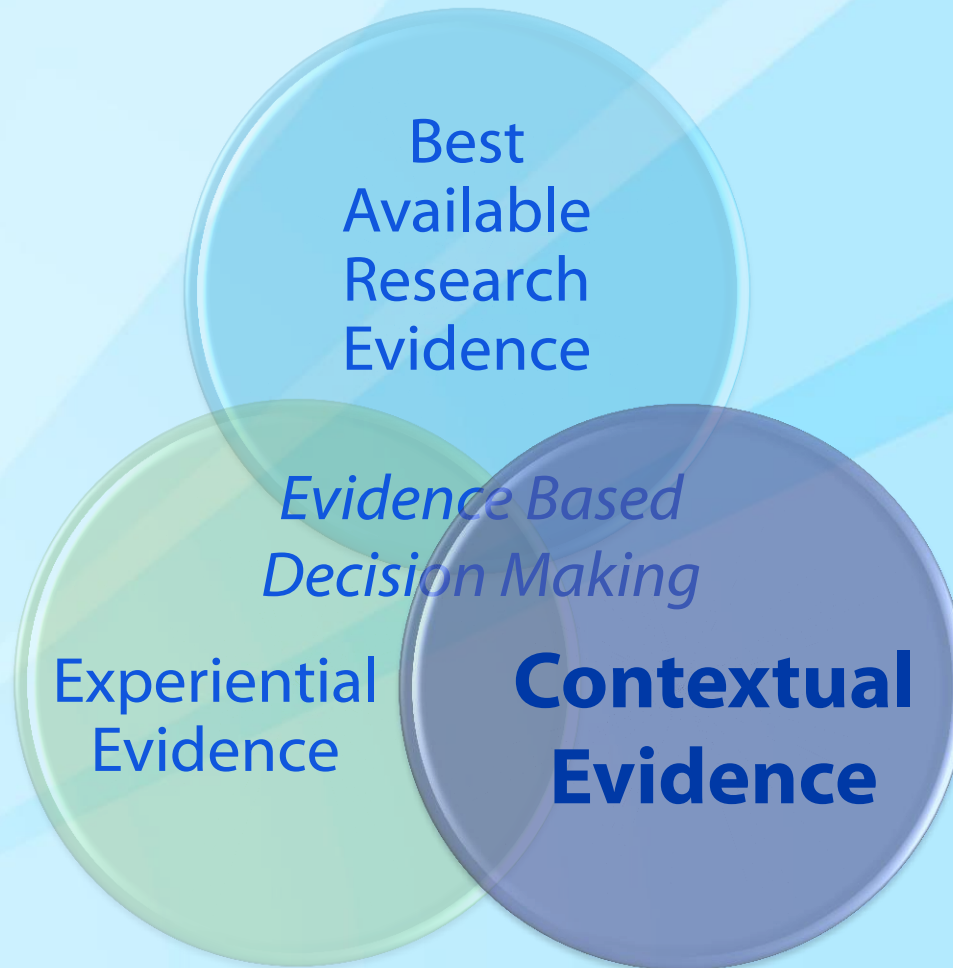 Best
Available
Research
Evidence
Evidence Based
Decision Making
Experiential
Evidence
Contextual
Evidence